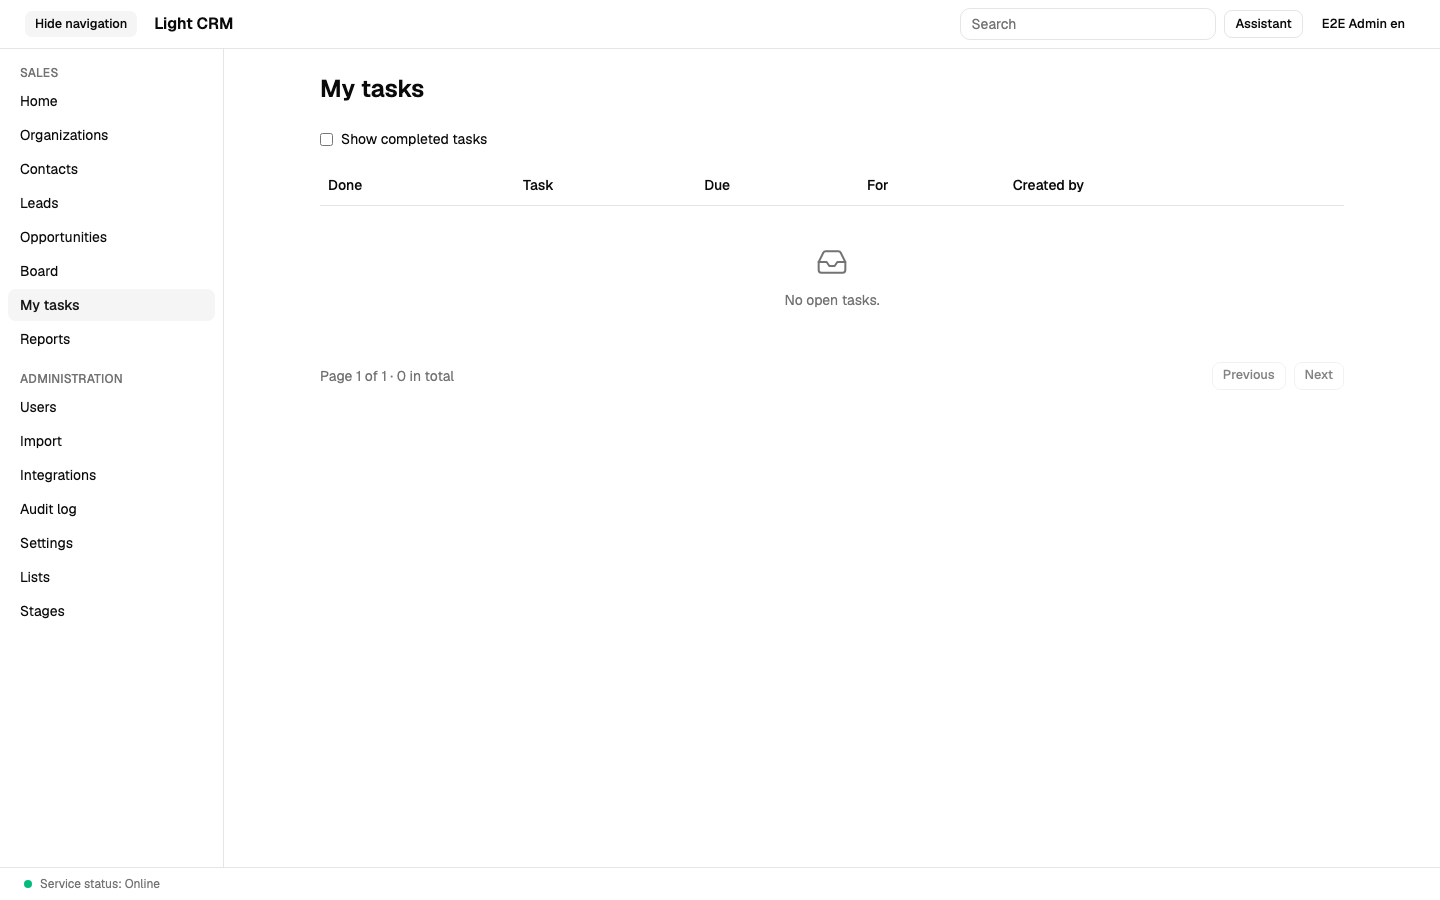 Hide navigation
Light CRM
Search
Assistant
E2E Admin en
SALES
Home
Organizations
Contacts
Leads
Opportunities
Board
My tasks
Reports
ADMINISTRATION
Users
Import
Integrations
Audit log
Settings
Lists
Stages
My tasks
Show completed tasks
Done Task Due For Created by
No open tasks.
Page 1 of 1 · 0 in total
Previous
Next
Service status: Online